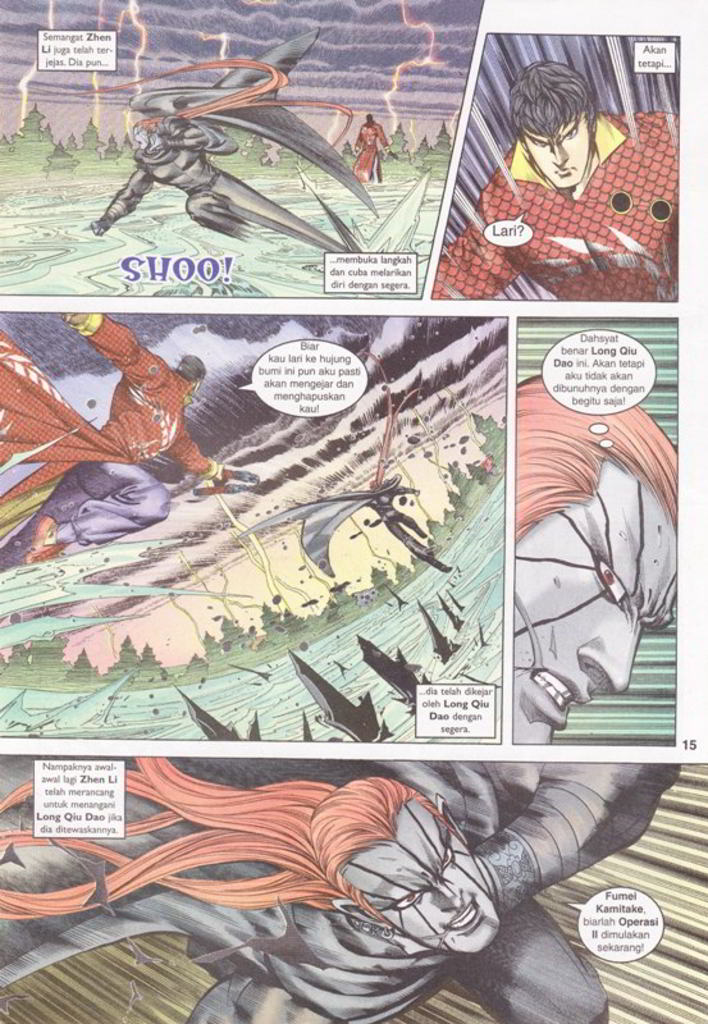 Semangat Zhen
Li juga telah ter-
jejas. Dia pun...
SHOO!
...membuka langkah
dan cuba melarikan
diri dengan segera.
Akan
tetapi...
Lari?
Biar
kau lari ke hujung
bumi ini pun aku pasti
akan mengejar dan
menghapuskan
kau!
...dia telah dikejar
oleh Long Qiu
Dao dengan
segera.
Dahsyat
benar Long Qiu
Dao ini. Akan tetapi
aku tidak akan
dibunuhnya dengan
begitu saja!
15
Nampaknya awal-
awal lagi Zhen Li
telah merancang
untuk menangani
Long Qiu Dao jika
dia ditewaskannya.
Fumei
Kamitake,
biarlah Operasi
II dimulakan
sekarang!